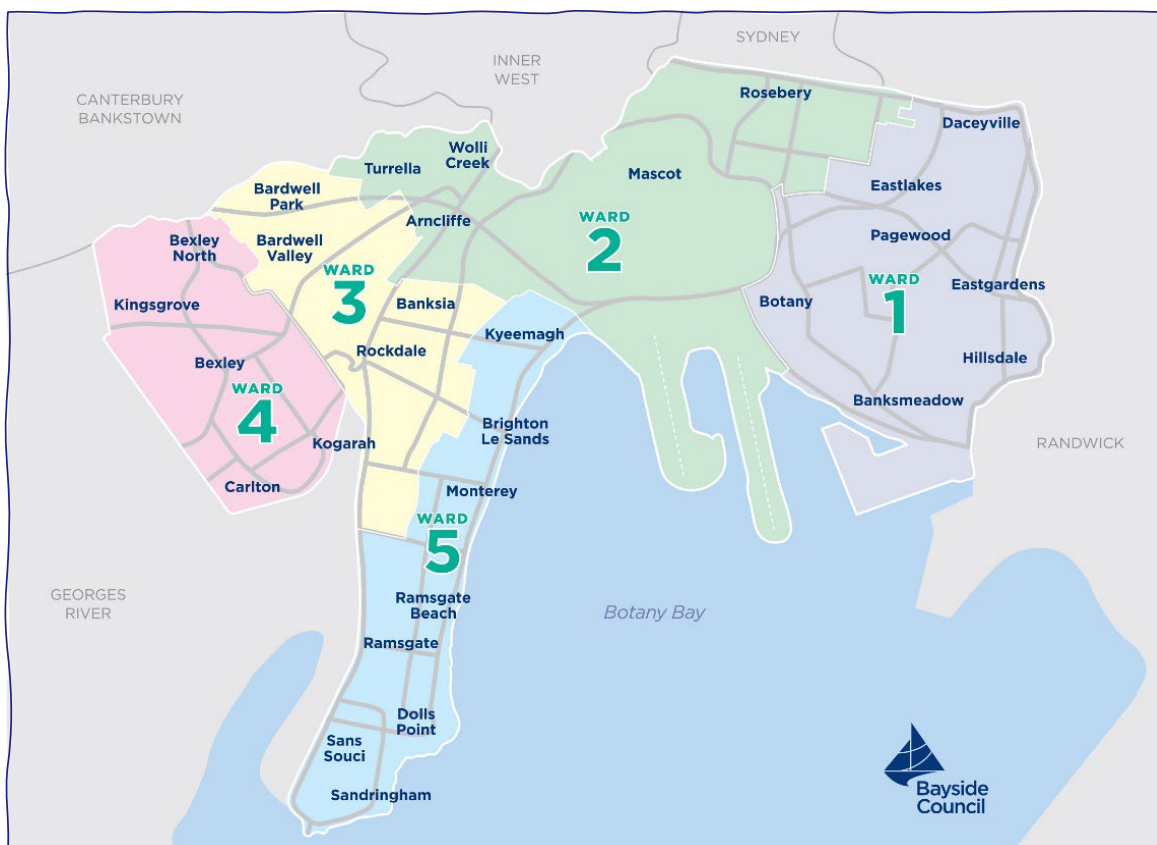 SYDNEY
INNER
WEST
CANTERBURY
BANKSTOWN
Rosebery
Daceyville
Wolli
Creek
Turrella
Mascot
Bardwell
Park
Eastlakes
Arncliffe
Bexley
North
Bardwell
Valley
WARD
2
Pagewood
WARD
3
WARD
1
Eastgardens
Kingsgrove
Banksia
Botany
Kyeemagh
Rockdale
Hillsdale
Bexley
WARD
4
Banksmeadow
Brighton
Le Sands
Kogarah
RANDWICK
Carlton
Monterey
WARD
5
GEORGES
RIVER
Ramsgate
Beach
Botany Bay
Ramsgate
Dolls
Point
Sans
Souci
Sandringham
Bayside
Council